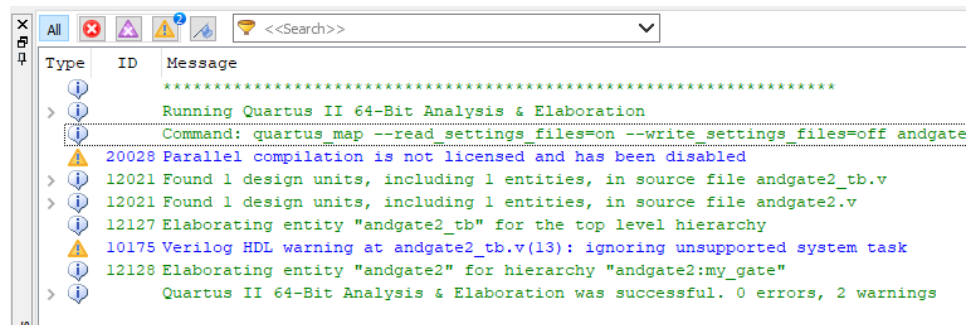 All 2 <<Search>>
Type ID Message
*******************************************************************
Running Quartus II 64-Bit Analysis & Elaboration
Command: quartus_map --read_settings_files=on --write_settings_files=off andgate
20028 Parallel compilation is not licensed and has been disabled
12021 Found 1 design units, including 1 entities, in source file andgate2_tb.v
12021 Found 1 design units, including 1 entities, in source file andgate2.v
12127 Elaborating entity "andgate2_tb" for the top level hierarchy
10175 Verilog HDL warning at andgate2_tb.v(13): ignoring unsupported system task
12128 Elaborating entity "andgate2" for hierarchy "andgate2:my_gate"
Quartus II 64-Bit Analysis & Elaboration was successful. 0 errors, 2 warnings